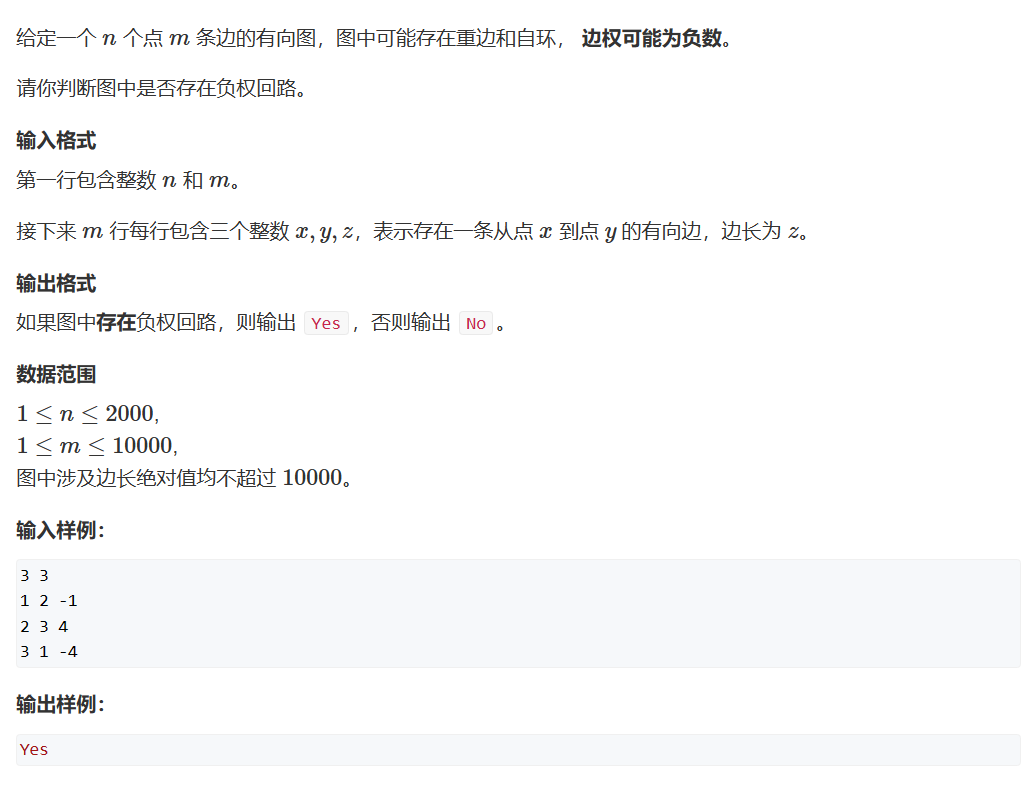 给定一个 n 个点 m 条边的有向图，图中可能存在重边和自环， 边权可能为负数。
请你判断图中是否存在负权回路。
输入格式
第一行包含整数 n 和 m。
接下来 m 行每行包含三个整数 x, y, z，表示存在一条从点 x 到点 y 的有向边，边长为 z。
输出格式
如果图中存在负权回路，则输出 Yes，否则输出 No。
数据范围
1 ≤ n ≤ 2000,
1 ≤ m ≤ 10000,
图中涉及边长绝对值均不超过 10000。
输入样例：
3 3
1 2 -1
2 3 4
3 1 -4
输出样例：
Yes